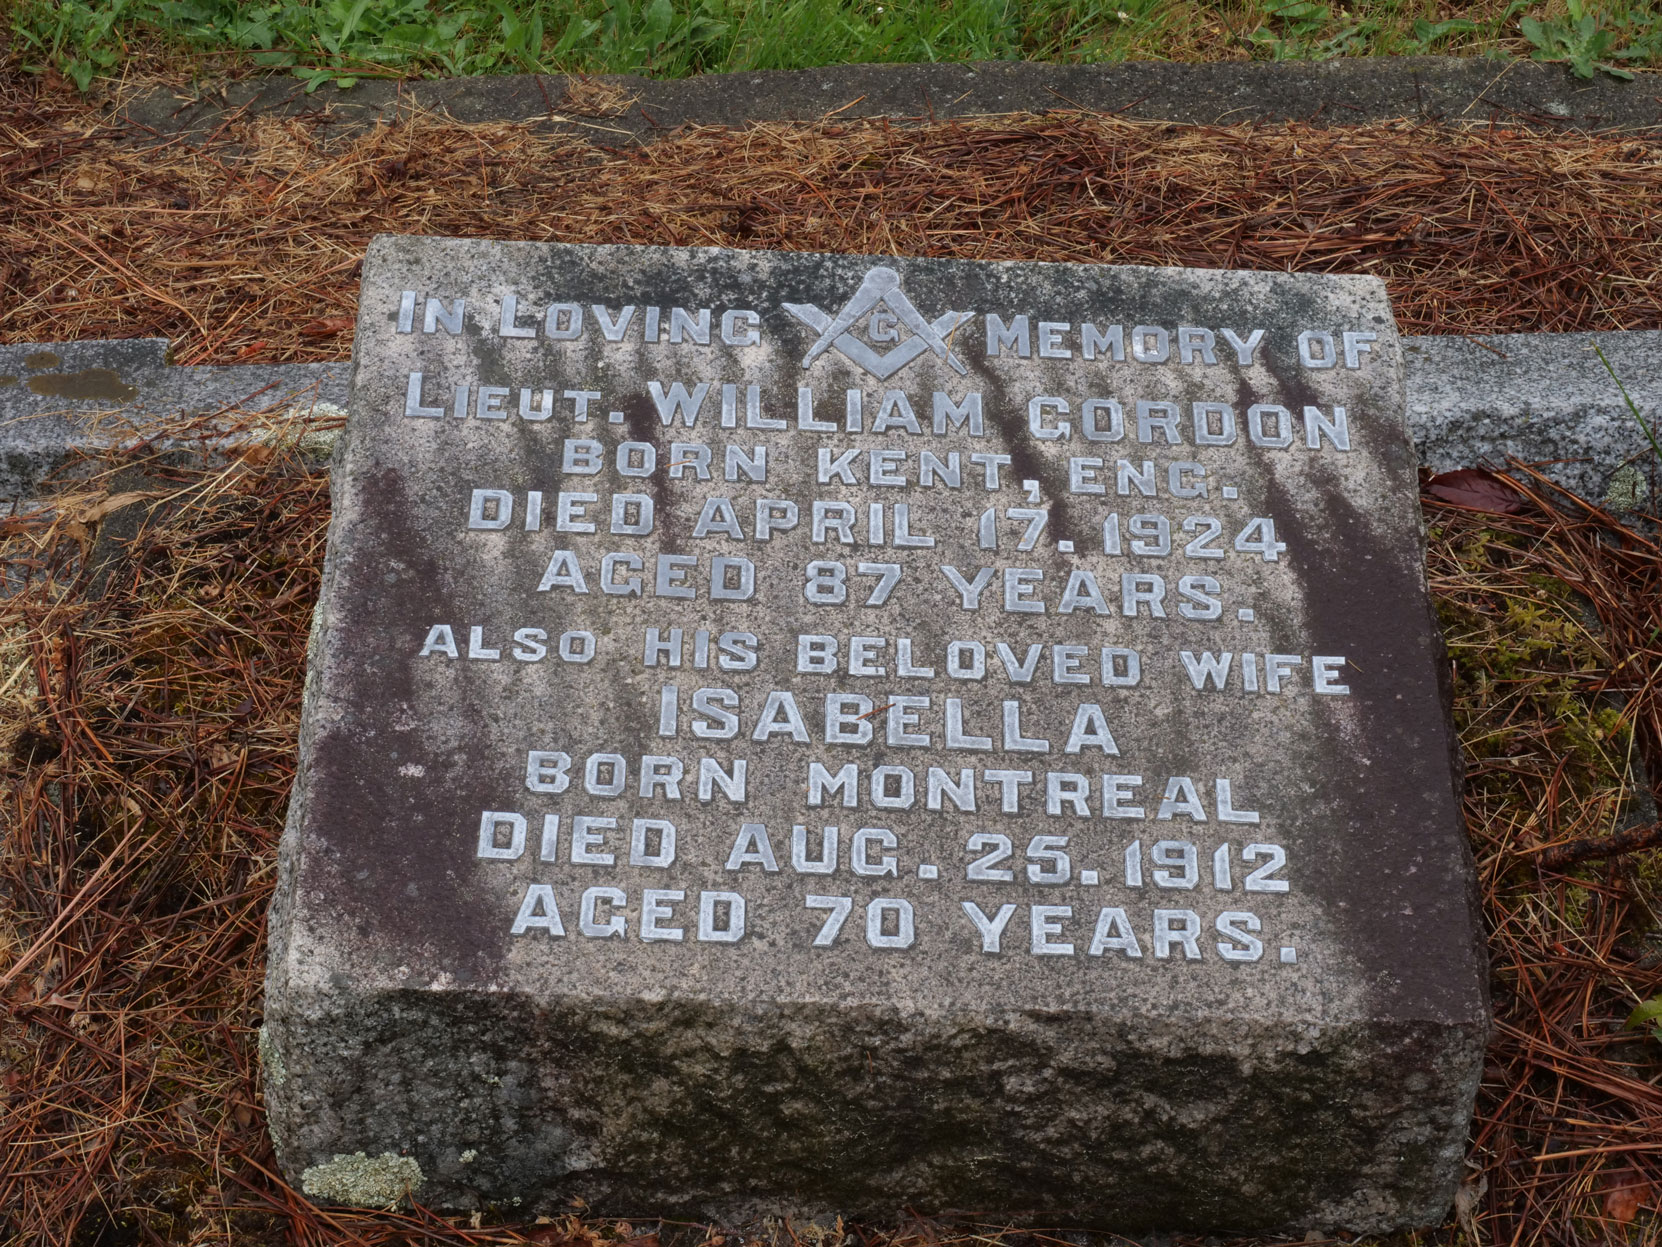 In Loving G Memory of
Lieut. WILLIAM GORDON
BORN KENT, ENG.
DIED APRIL 17. 1924
AGED 87 YEARS.
ALSO HIS BELOVED WIFE
ISABELLA
BORN MONTREAL
DIED AUG. 25. 1912
AGED 70 YEARS.